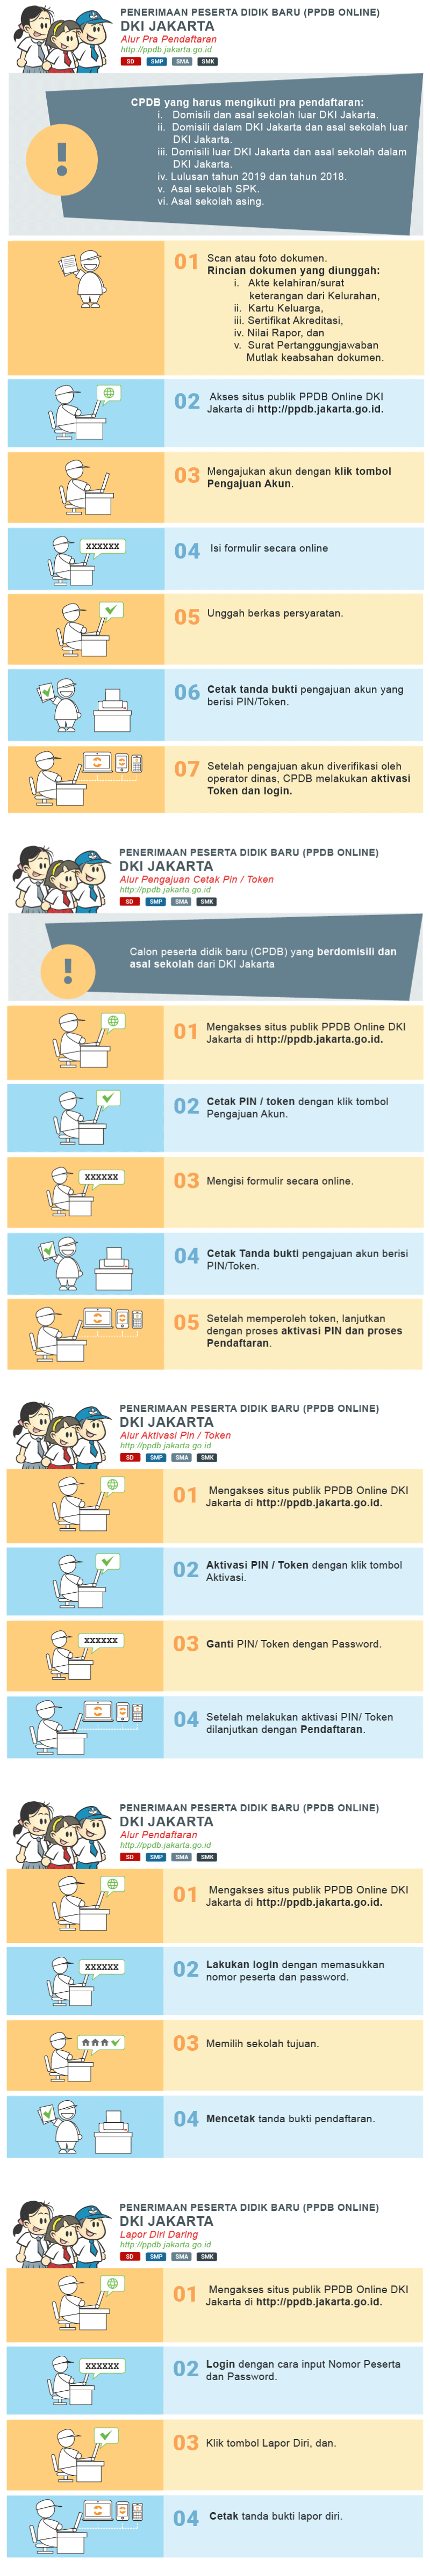 PENERIMAAN PESERTA DIDIK BARU (PPDB ONLINE)
DKI JAKARTA
Alur Pra Pendaftaran
http://ppdb.jakarta.go.id
SD SMP SMA SMK
CPDB yang harus mengikuti pra pendaftaran:
i. Domisili dan asal sekolah luar DKI Jakarta.
ii. Domisili dalam DKI Jakarta dan asal sekolah luar
DKI Jakarta.
iii. Domisili luar DKI Jakarta dan asal sekolah dalam
DKI Jakarta.
iv. Lulusan tahun 2019 dan tahun 2018.
v. Asal sekolah SPK.
vi. Asal sekolah asing.
!
01 Scan atau foto dokumen.
Rincian dokumen yang diunggah:
i. Akte kelahiran/surat
keterangan dari Kelurahan,
ii. Kartu Keluarga,
iii. Sertifikat Akreditasi,
iv. Nilai Rapor, dan
v. Surat Pertanggungjawaban
Mutlak keabsahan dokumen.
02 Akses situs publik PPDB Online DKI
Jakarta di http://ppdb.jakarta.go.id.
03 Mengajukan akun dengan klik tombol
Pengajuan Akun.
XXXXXX
04 Isi formulir secara online
05 Unggah berkas persyaratan.
06 Cetak tanda bukti pengajuan akun yang
berisi PIN/Token.
07 Setelah pengajuan akun diverifikasi oleh
operator dinas, CPDB melakukan aktivasi
Token dan login.
PENERIMAAN PESERTA DIDIK BARU (PPDB ONLINE)
DKI JAKARTA
Alur Pengajuan Cetak Pin / Token
http://ppdb.jakarta.go.id
SD SMP SMA SMK
!
Calon peserta didik baru (CPDB) yang berdomisili dan
asal sekolah dari DKI Jakarta
01 Mengakses situs publik PPDB Online DKI
Jakarta di http://ppdb.jakarta.go.id.
02 Cetak PIN / token dengan klik tombol
Pengajuan Akun.
XXXXXX
03 Mengisi formulir secara online.
04 Cetak Tanda bukti pengajuan akun berisi
PIN/Token.
05 Setelah memperoleh token, lanjutkan
dengan proses aktivasi PIN dan proses
Pendaftaran.
PENERIMAAN PESERTA DIDIK BARU (PPDB ONLINE)
DKI JAKARTA
Alur Aktivasi Pin / Token
http://ppdb.jakarta.go.id
SD SMP SMA SMK
01 Mengakses situs publik PPDB Online DKI
Jakarta di http://ppdb.jakarta.go.id.
02 Aktivasi PIN / Token dengan klik tombol
Aktivasi.
XXXXXX
03 Ganti PIN/ Token dengan Password.
04 Setelah melakukan aktivasi PIN/ Token
dilanjutkan dengan Pendaftaran.
PENERIMAAN PESERTA DIDIK BARU (PPDB ONLINE)
DKI JAKARTA
Alur Pendaftaran
http://ppdb.jakarta.go.id
SD SMP SMA SMK
01 Mengakses situs publik PPDB Online DKI
Jakarta di http://ppdb.jakarta.go.id.
XXXXXX
02 Lakukan login dengan memasukkan
nomor peserta dan password.
03 Memilih sekolah tujuan.
04 Mencetak tanda bukti pendaftaran.
PENERIMAAN PESERTA DIDIK BARU (PPDB ONLINE)
DKI JAKARTA
Lapor Diri Daring
http://ppdb.jakarta.go.id
SD SMP SMA SMK
01 Mengakses situs publik PPDB Online DKI
Jakarta di http://ppdb.jakarta.go.id.
XXXXXX
02 Login dengan cara input Nomor Peserta
dan Password.
03 Klik tombol Lapor Diri, dan.
04 Cetak tanda bukti lapor diri.